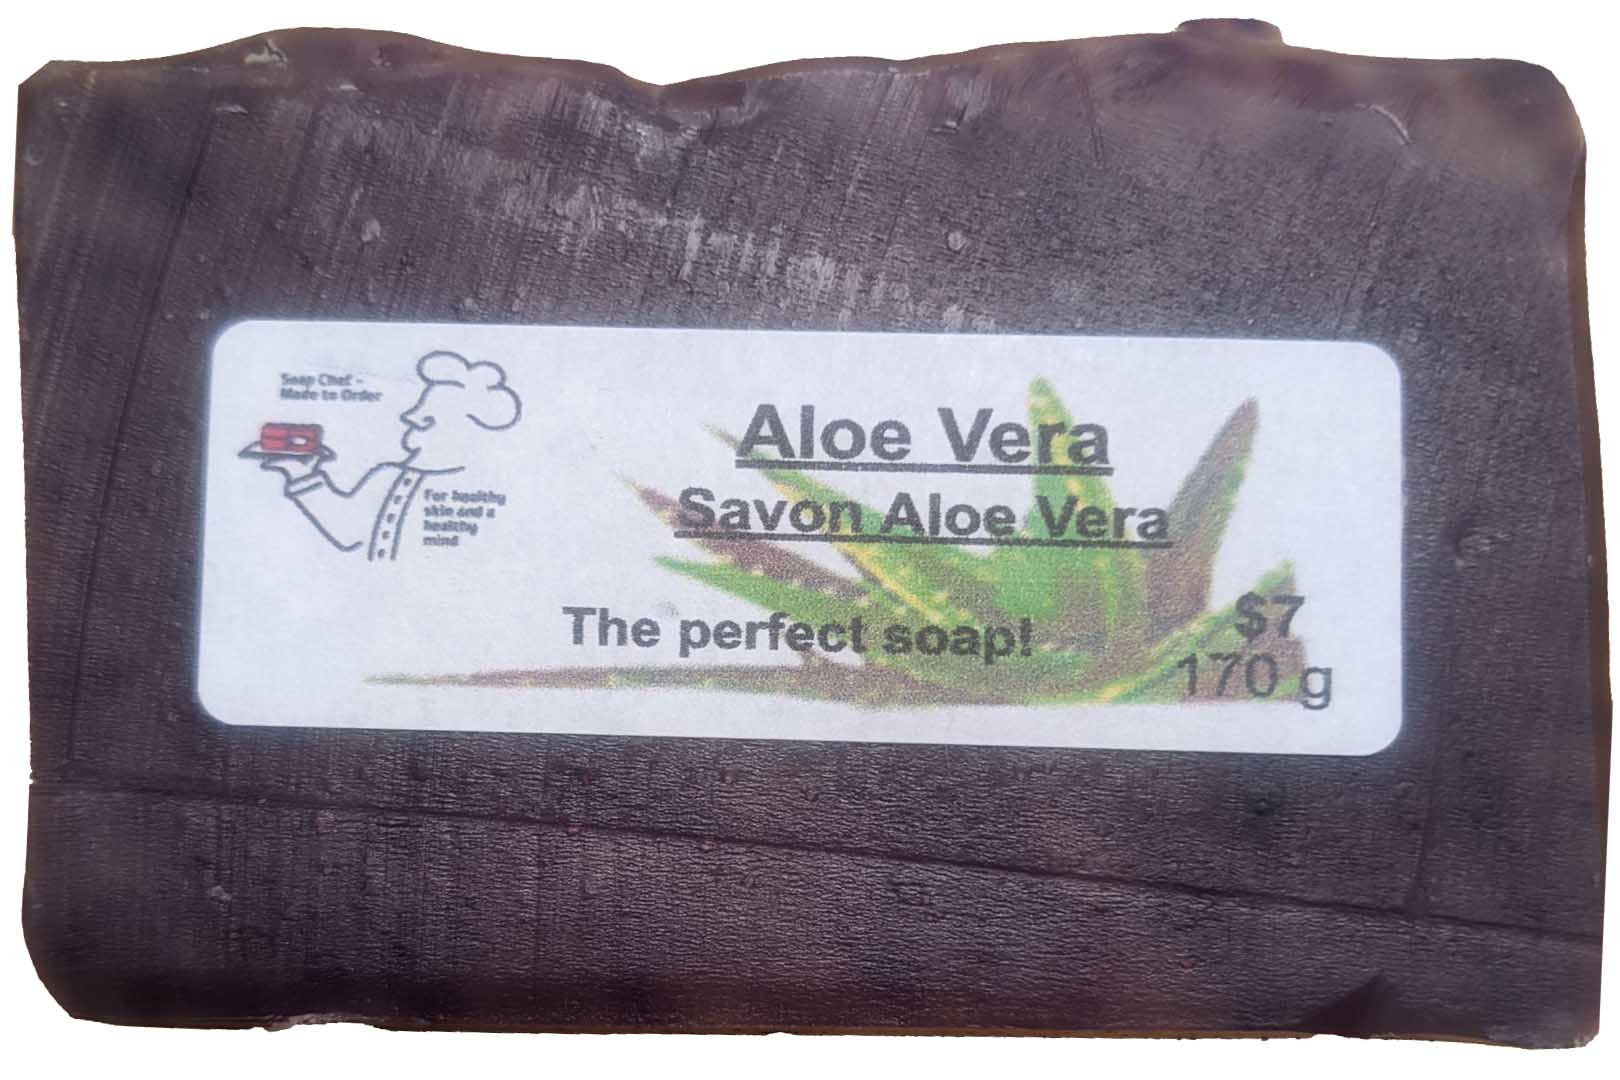 Soap Chef -
Made to Order
For healthy
skin and a
healthy
mind
Aloe Vera
Savon Aloe Vera
The perfect soap!
$7
170 g